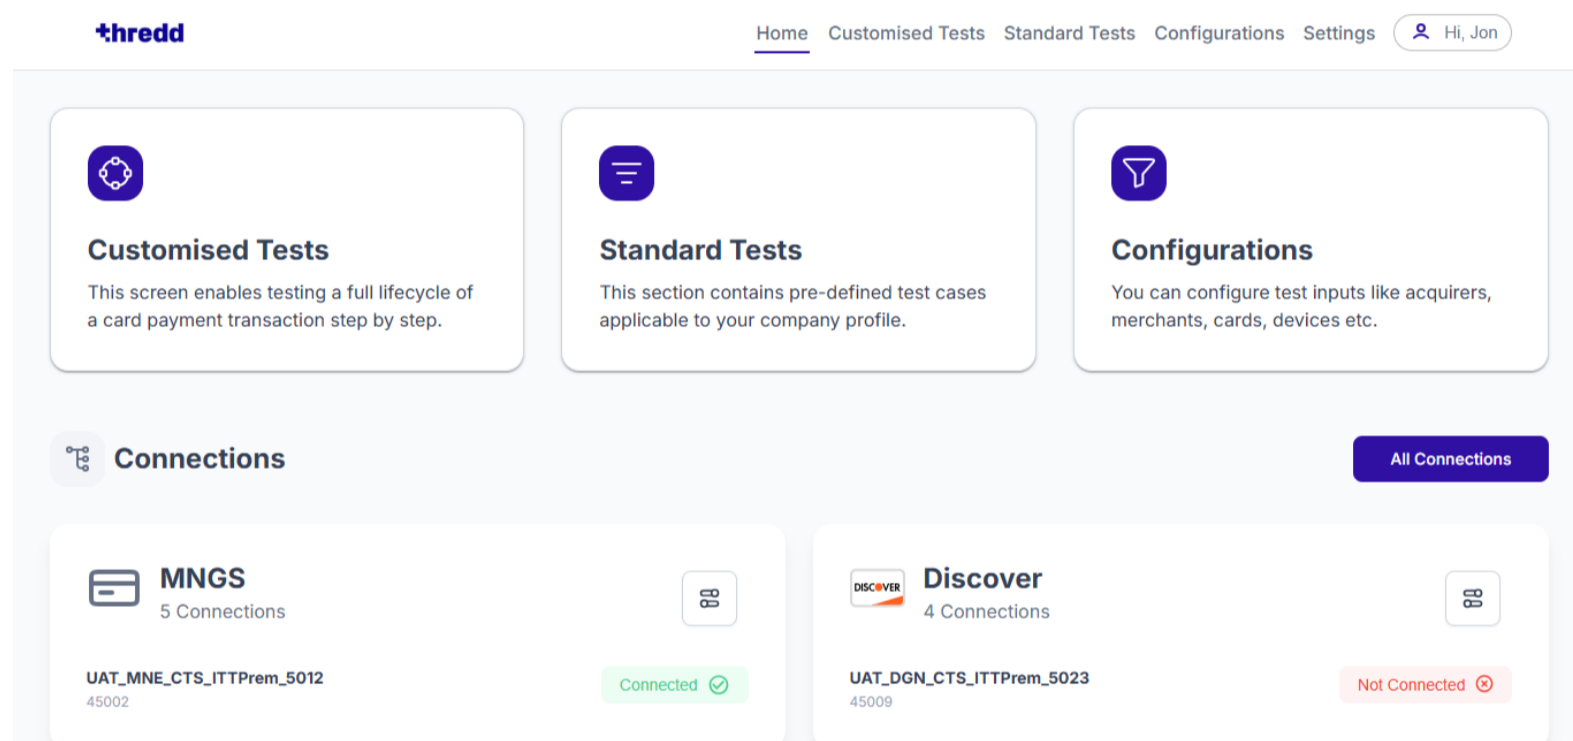 thredd
Home Customised Tests Standard Tests Configurations Settings Hi, Jon
Customised Tests
This screen enables testing a full lifecycle of
a card payment transaction step by step.
Standard Tests
This section contains pre-defined test cases
applicable to your company profile.
Configurations
You can configure test inputs like acquirers,
merchants, cards, devices etc.
Connections
All Connections
MNGS
5 Connections
UAT_MNE_CTS_ITTPrem_5012
45002
Connected
DISCOVER
Discover
4 Connections
UAT_DGN_CTS_ITTPrem_5023
45009
Not Connected